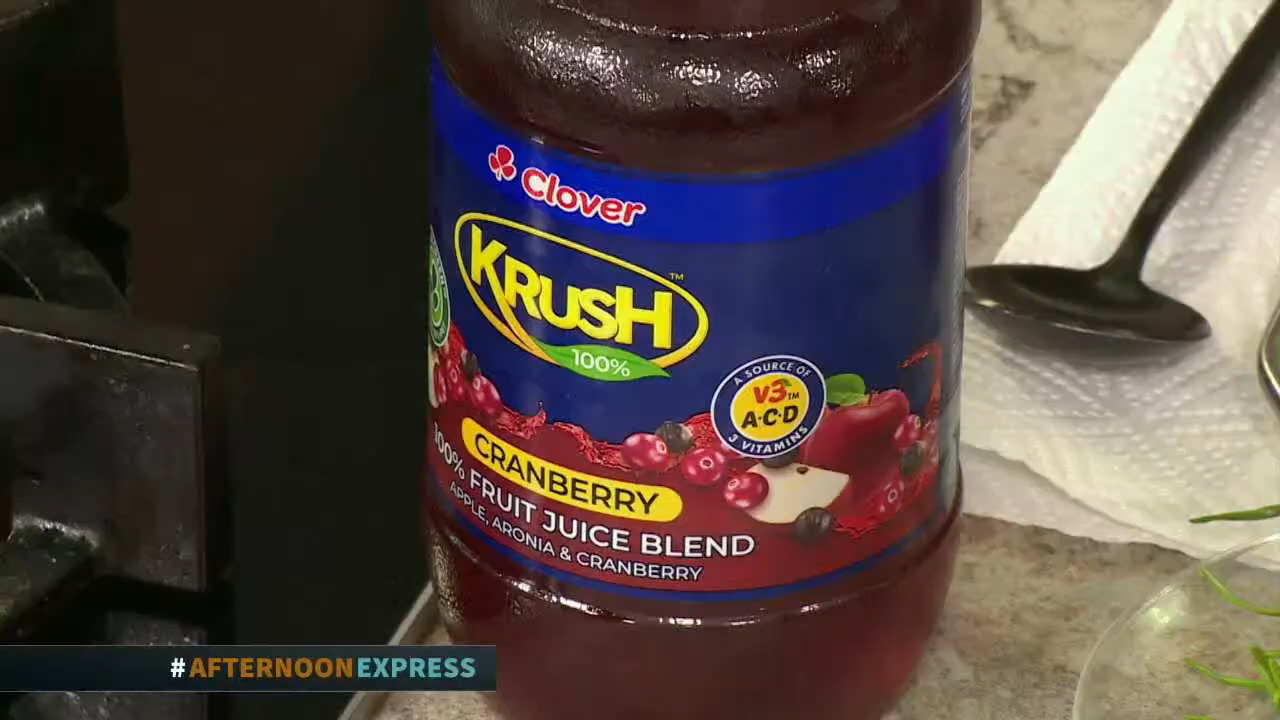 Clover
KRUSH™
100%
A SOURCE OF
V3™
A·C·D
3 VITAMINS
CRANBERRY
100% FRUIT JUICE BLEND
APPLE, ARONIA & CRANBERRY
#AFTERNOONEXPRESS